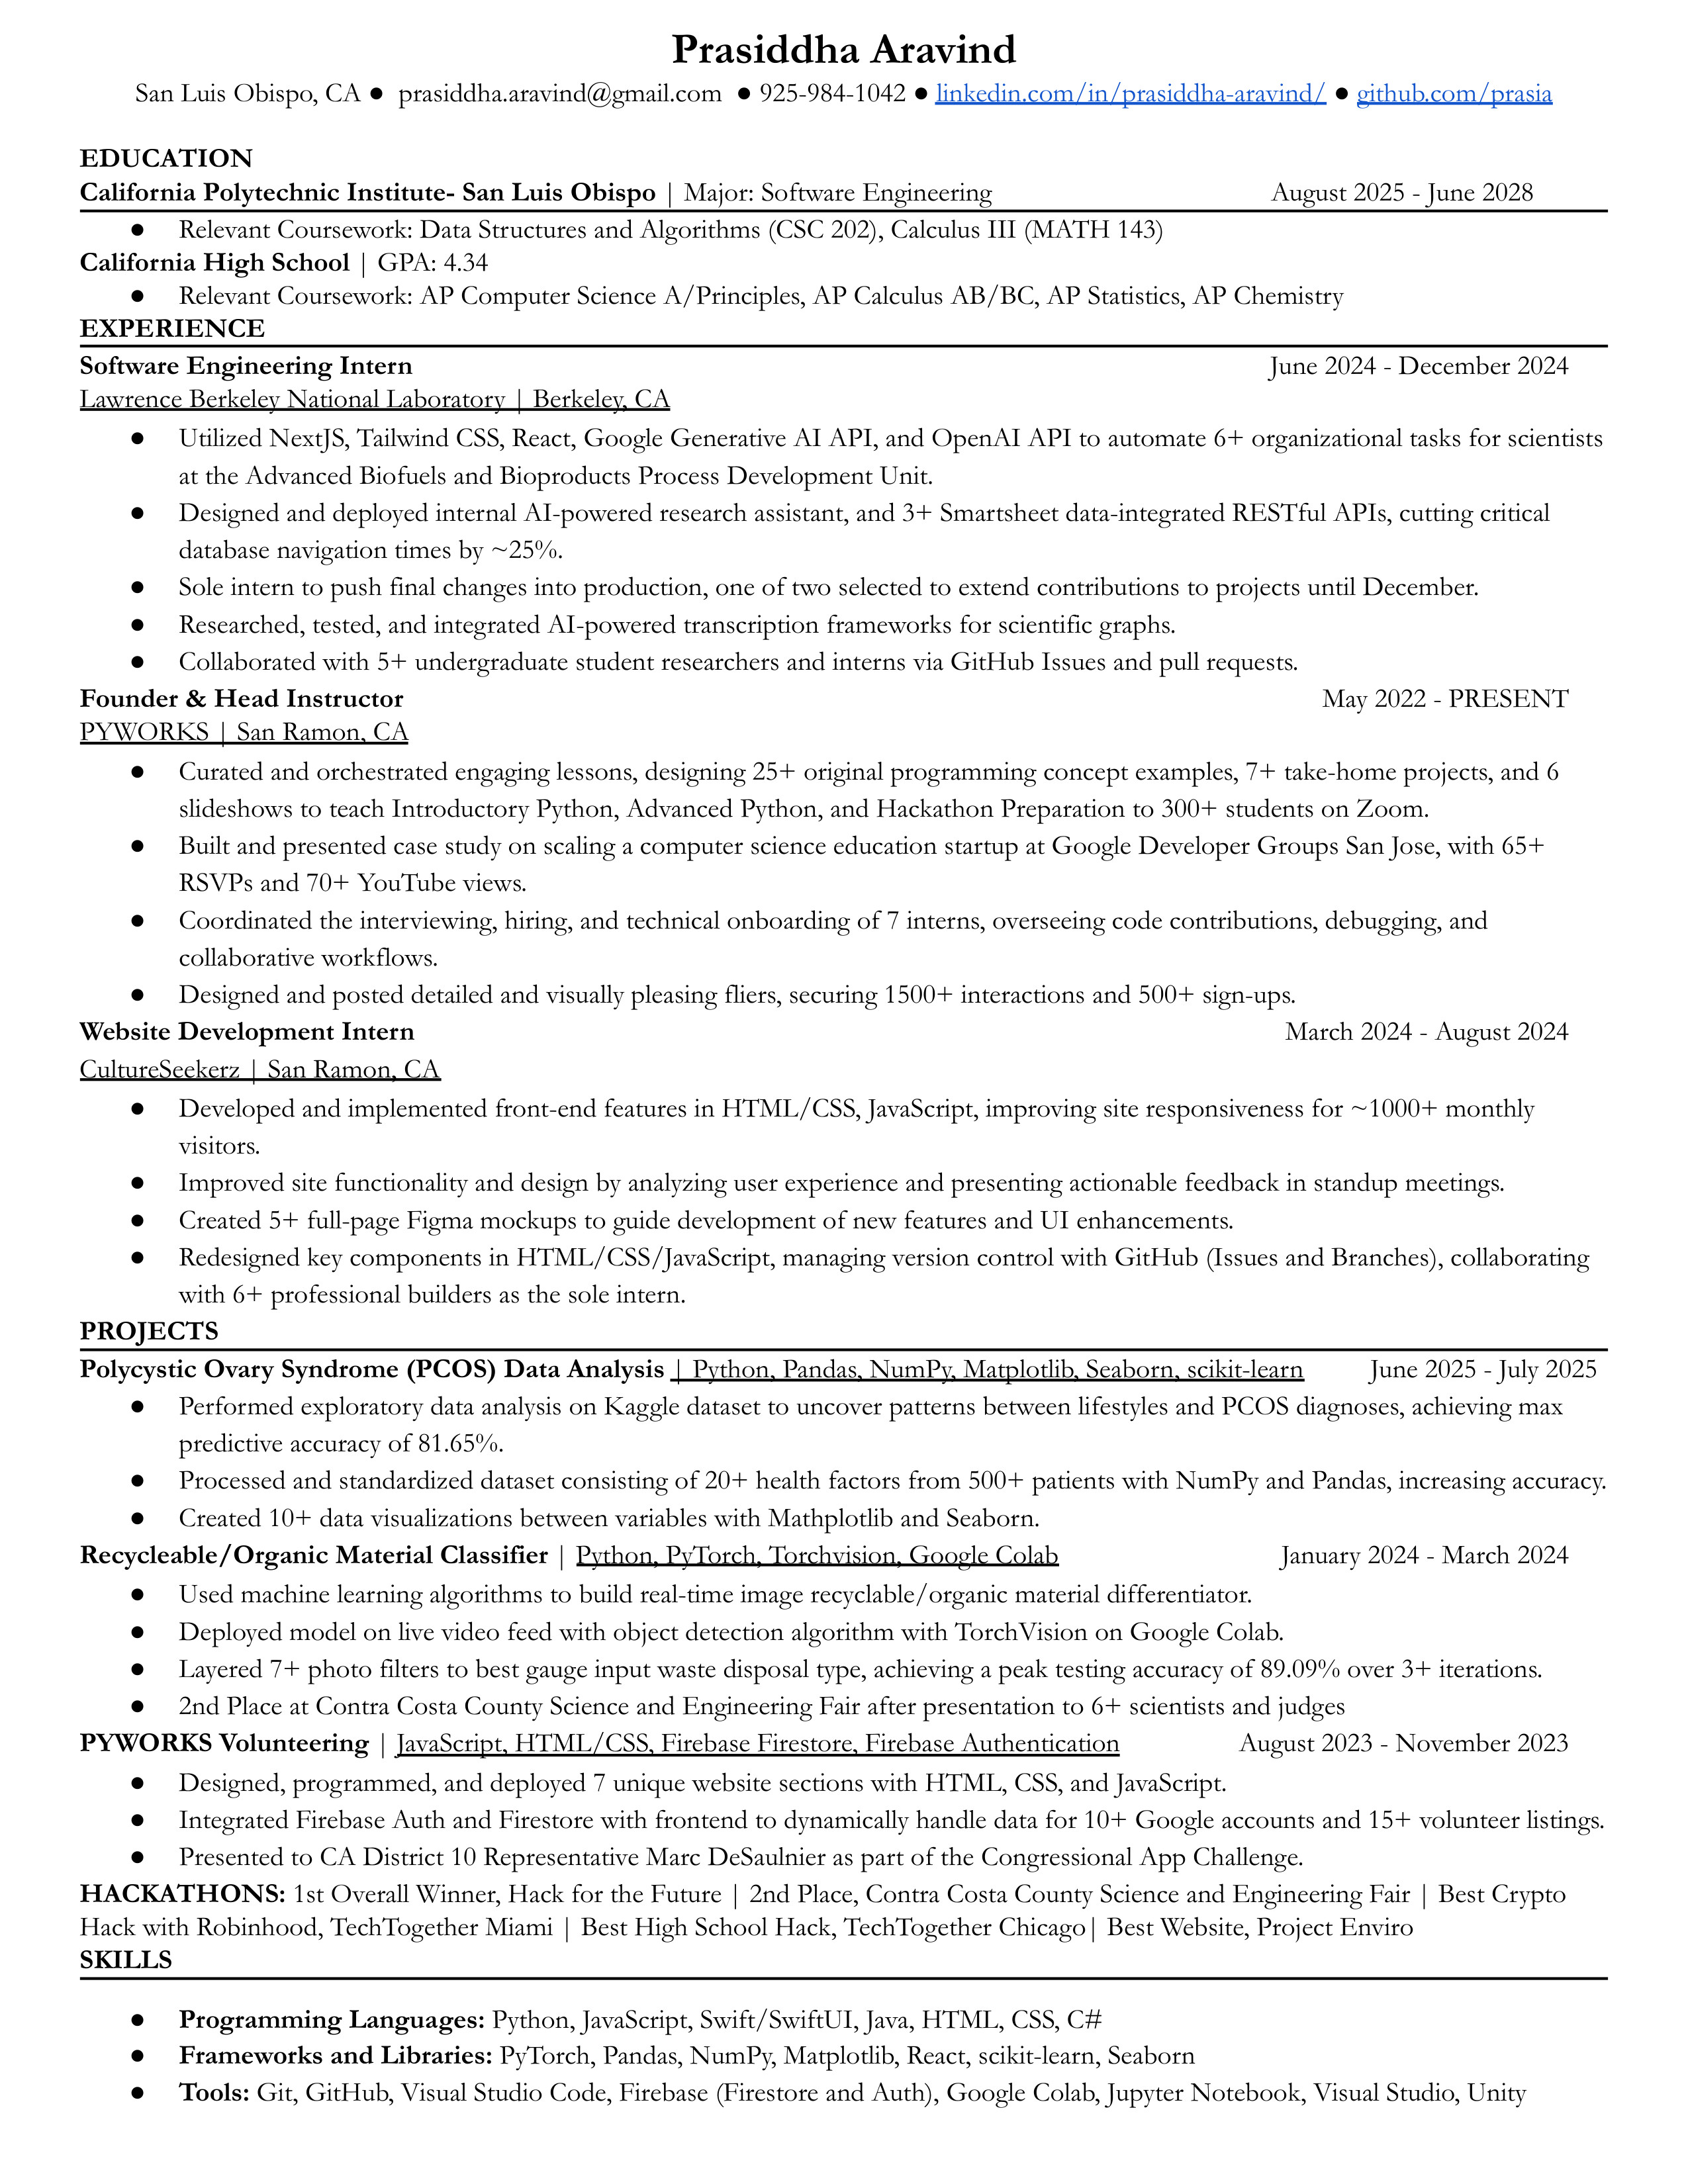 Prasiddha Aravind
San Luis Obispo, CA ● prasiddha.aravind@gmail.com ● 925-984-1042 ● linkedin.com/in/prasiddha-aravind/ ● github.com/prasia
EDUCATION
California Polytechnic Institute- San Luis Obispo | Major: Software Engineering August 2025 - June 2028
● Relevant Coursework: Data Structures and Algorithms (CSC 202), Calculus III (MATH 143)
California High School | GPA: 4.34
● Relevant Coursework: AP Computer Science A/Principles, AP Calculus AB/BC, AP Statistics, AP Chemistry
EXPERIENCE
Software Engineering Intern June 2024 - December 2024
Lawrence Berkeley National Laboratory | Berkeley, CA
● Utilized NextJS, Tailwind CSS, React, Google Generative AI API, and OpenAI API to automate 6+ organizational tasks for scientists
at the Advanced Biofuels and Bioproducts Process Development Unit.
● Designed and deployed internal AI-powered research assistant, and 3+ Smartsheet data-integrated RESTful APIs, cutting critical
database navigation times by ~25%.
● Sole intern to push final changes into production, one of two selected to extend contributions to projects until December.
● Researched, tested, and integrated AI-powered transcription frameworks for scientific graphs.
● Collaborated with 5+ undergraduate student researchers and interns via GitHub Issues and pull requests.
Founder & Head Instructor May 2022 - PRESENT
PYWORKS | San Ramon, CA
● Curated and orchestrated engaging lessons, designing 25+ original programming concept examples, 7+ take-home projects, and 6
slideshows to teach Introductory Python, Advanced Python, and Hackathon Preparation to 300+ students on Zoom.
● Built and presented case study on scaling a computer science education startup at Google Developer Groups San Jose, with 65+
RSVPs and 70+ YouTube views.
● Coordinated the interviewing, hiring, and technical onboarding of 7 interns, overseeing code contributions, debugging, and
collaborative workflows.
● Designed and posted detailed and visually pleasing fliers, securing 1500+ interactions and 500+ sign-ups.
Website Development Intern March 2024 - August 2024
CultureSeekerz | San Ramon, CA
● Developed and implemented front-end features in HTML/CSS, JavaScript, improving site responsiveness for ~1000+ monthly
visitors.
● Improved site functionality and design by analyzing user experience and presenting actionable feedback in standup meetings.
● Created 5+ full-page Figma mockups to guide development of new features and UI enhancements.
● Redesigned key components in HTML/CSS/JavaScript, managing version control with GitHub (Issues and Branches), collaborating
with 6+ professional builders as the sole intern.
PROJECTS
Polycystic Ovary Syndrome (PCOS) Data Analysis | Python, Pandas, NumPy, Matplotlib, Seaborn, scikit-learn June 2025 - July 2025
● Performed exploratory data analysis on Kaggle dataset to uncover patterns between lifestyles and PCOS diagnoses, achieving max
predictive accuracy of 81.65%.
● Processed and standardized dataset consisting of 20+ health factors from 500+ patients with NumPy and Pandas, increasing accuracy.
● Created 10+ data visualizations between variables with Mathplotlib and Seaborn.
Recycleable/Organic Material Classifier | Python, PyTorch, Torchvision, Google Colab January 2024 - March 2024
● Used machine learning algorithms to build real-time image recyclable/organic material differentiator.
● Deployed model on live video feed with object detection algorithm with TorchVision on Google Colab.
● Layered 7+ photo filters to best gauge input waste disposal type, achieving a peak testing accuracy of 89.09% over 3+ iterations.
● 2nd Place at Contra Costa County Science and Engineering Fair after presentation to 6+ scientists and judges
PYWORKS Volunteering | JavaScript, HTML/CSS, Firebase Firestore, Firebase Authentication August 2023 - November 2023
● Designed, programmed, and deployed 7 unique website sections with HTML, CSS, and JavaScript.
● Integrated Firebase Auth and Firestore with frontend to dynamically handle data for 10+ Google accounts and 15+ volunteer listings.
● Presented to CA District 10 Representative Marc DeSaulnier as part of the Congressional App Challenge.
HACKATHONS: 1st Overall Winner, Hack for the Future | 2nd Place, Contra Costa County Science and Engineering Fair | Best Crypto
Hack with Robinhood, TechTogether Miami | Best High School Hack, TechTogether Chicago| Best Website, Project Enviro
SKILLS
● Programming Languages: Python, JavaScript, Swift/SwiftUI, Java, HTML, CSS, C#
● Frameworks and Libraries: PyTorch, Pandas, NumPy, Matplotlib, React, scikit-learn, Seaborn
● Tools: Git, GitHub, Visual Studio Code, Firebase (Firestore and Auth), Google Colab, Jupyter Notebook, Visual Studio, Unity